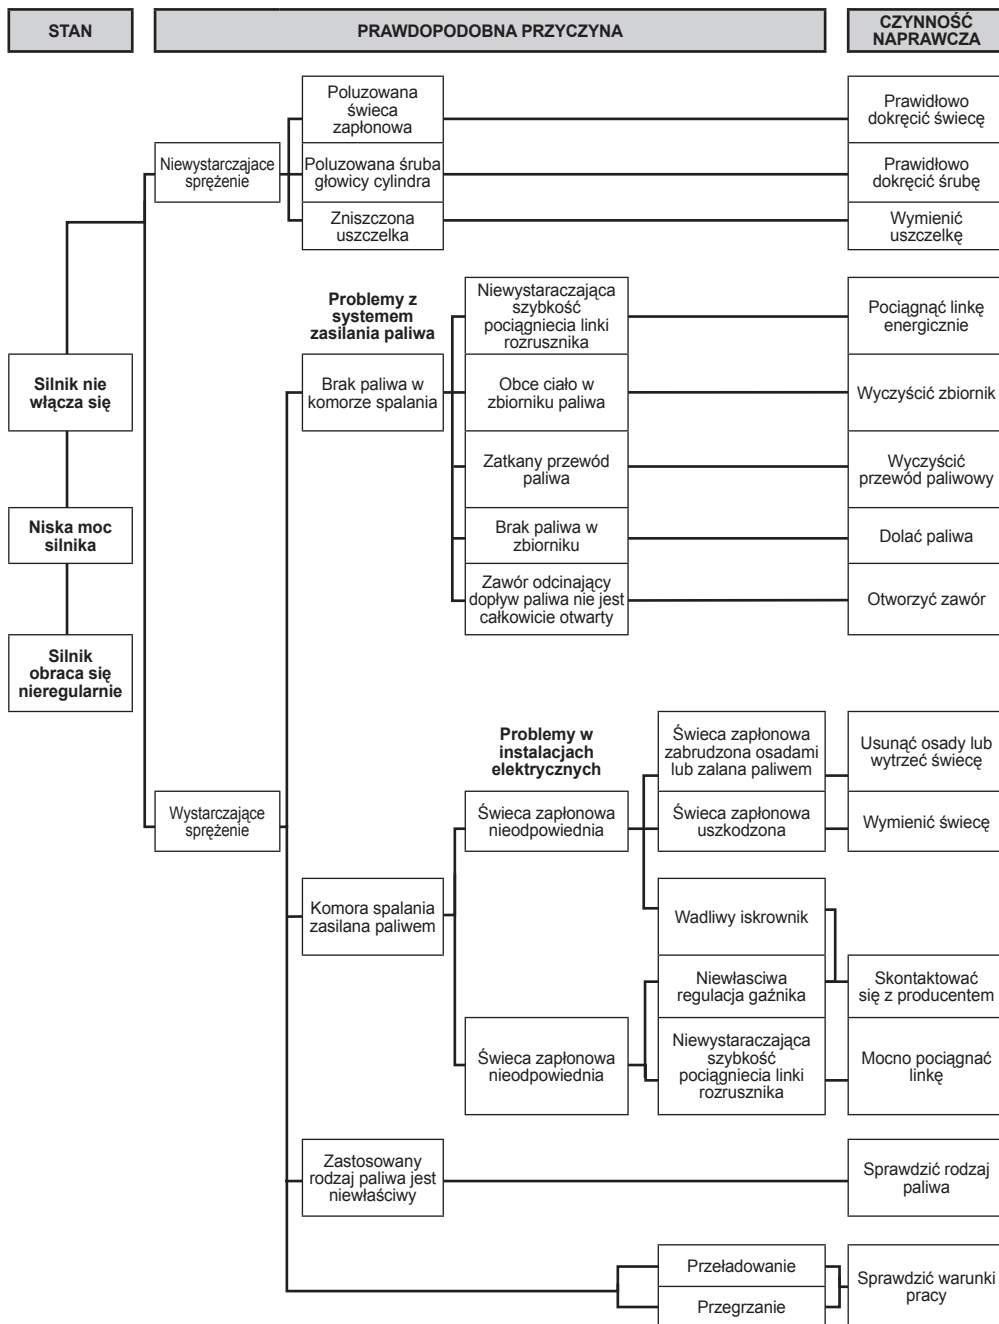 STAN
PRAWDOPODOBNA PRZYCZYNA
CZYNNOŚĆ
NAPRAWCZA
Poluzowana
świeca
zapłonowa
Prawidłowo
dokręcić świecę
Niewystarczająace
sprężenie
Poluzowana śruba
głowicy cylindra
Prawidłowo
dokręcić śrubę
Zniszczona
uszczelka
Wymienić
uszczelkę
Problemy z
systemem
zasilania paliwa
Niewystaraczająca
szybkość
pociągniecia linki
rozrusznika
Pociągnąć linkę
energicznie
Silnik nie
włącza się
Brak paliwa w
komorze spalania
Obce ciało w
zbiorniku paliwa
Wyczyścić zbiornik
Zatkany przewód
paliwa
Wyczyścić
przewód paliwowy
Niska moc
silnika
Brak paliwa w
zbiorniku
Dolać paliwa
Zawór odcinający
dopływ paliwa nie jest
całkowicie otwarty
Otworzyć zawór
Silnik
obraca się
nieregularnie
Problemy w
instalacjach
elektrycznych
Świeca zapłonowa
zabrudzona osadami
lub zalana paliwem
Usunąć osady lub
wytrzeć świecę
Wystarczające
sprężenie
Świeca zapłonowa
nieodpowiednia
Świeca zapłonowa
uszkodzona
Wymienić świecę
Komora spalania
zasilana paliwem
Wadliwy iskrownik
Niewłasciwa
regulacja gaźnika
Skontaktować
się z producentem
Świeca zapłonowa
nieodpowiednia
Niewystaraczająca
szybkość
pociągniecia linki
rozrusznika
Mocno pociągnać
linkę
Zastosowany
rodzaj paliwa jest
niewłaściwy
Sprawdzić rodzaj
paliwa
Przeładowanie
Przegrzanie
Sprawdzić warunki
pracy